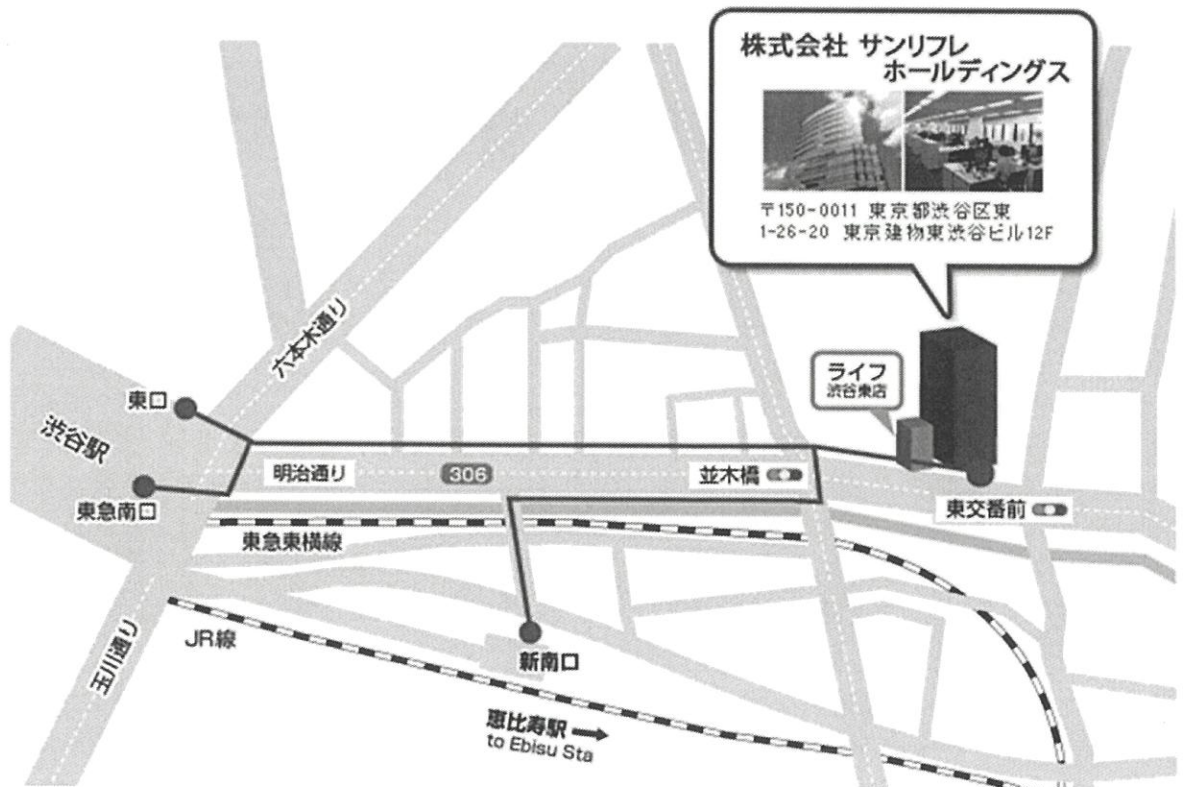 株式会社 サンリフレ
ホールディングス
〒150-0011 東京都渋谷区東
1-26-20 東京建物東渋谷ビル12F
六本木通り
ライフ
渋谷東店
東口
渋谷駅
明治通り
306
並木橋
東急南口
東交番前
東急東横線
玉川通り
JR線
新南口
恵比寿駅
to Ebisu Sta